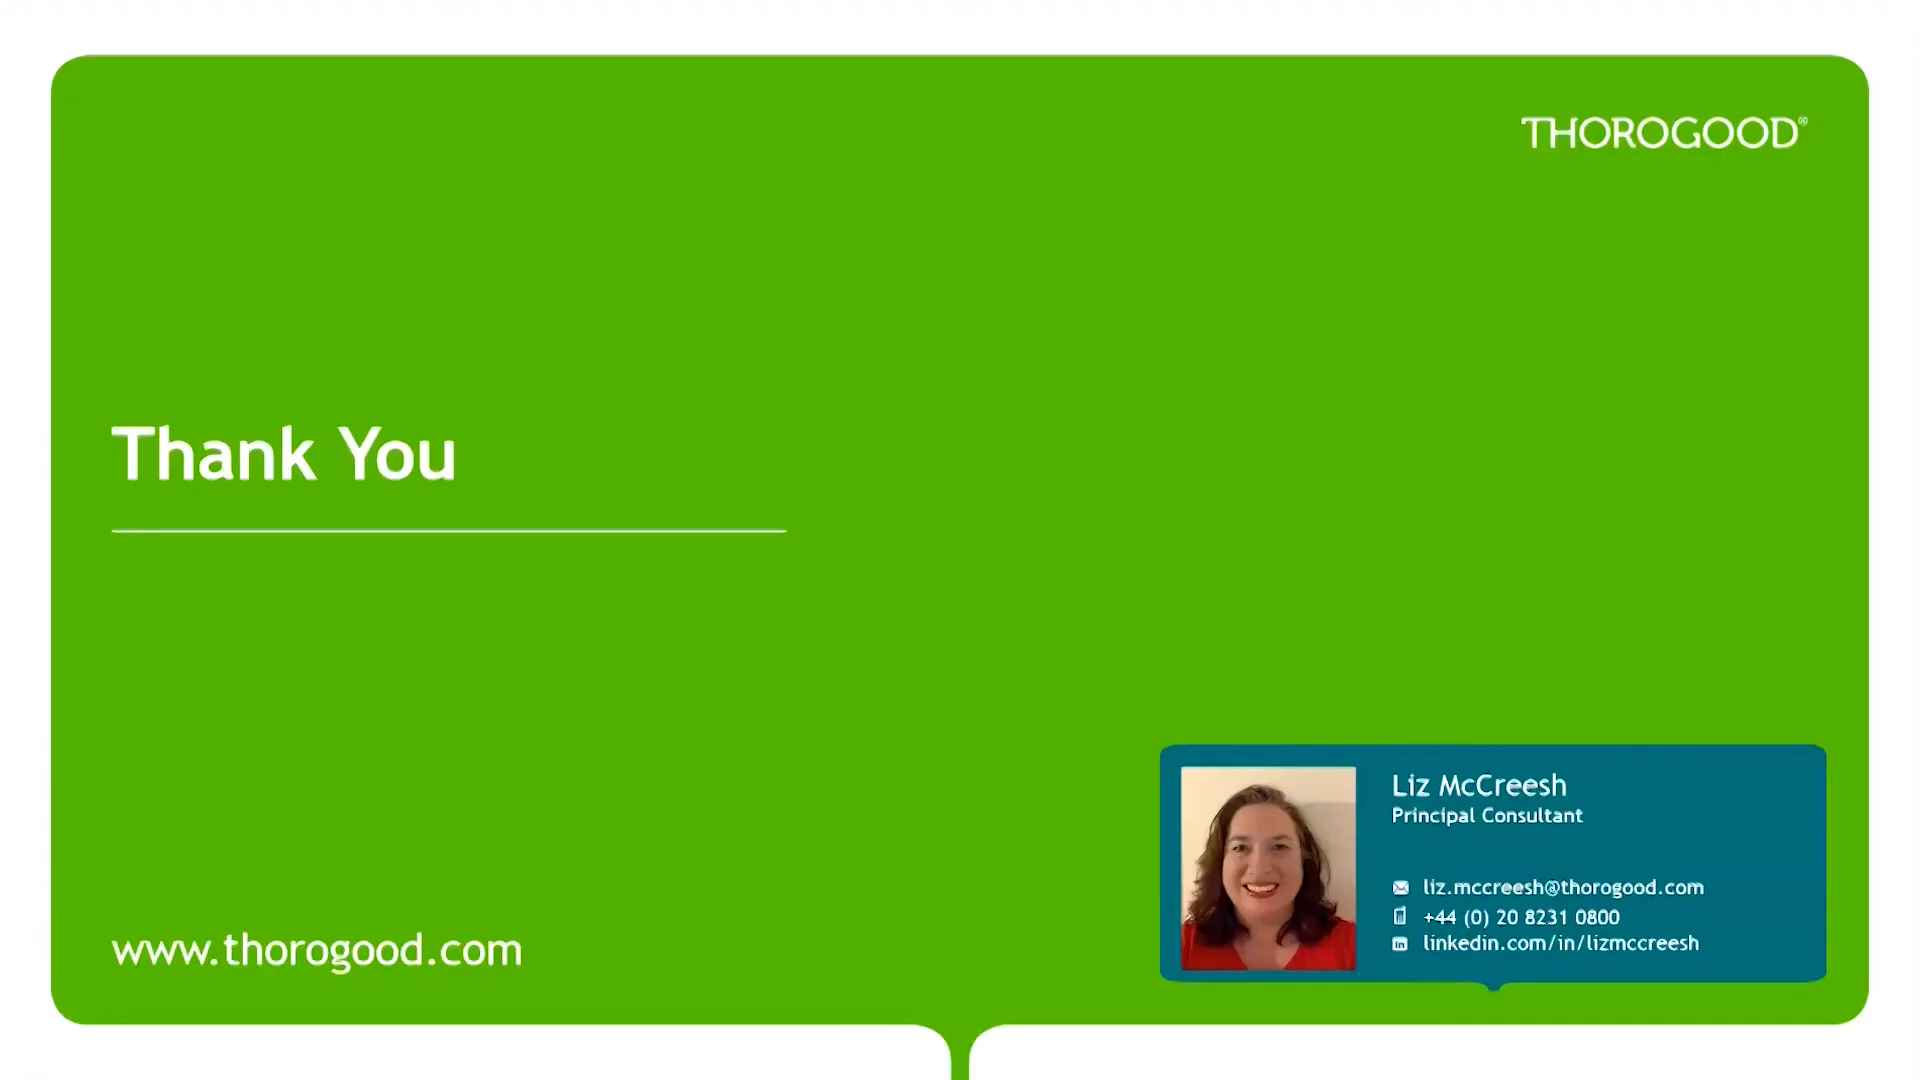 THOROGOOD®
Thank You
Liz McCreesh
Principal Consultant
liz.mccreesh@thorogood.com
+44 (0) 20 8231 0800
linkedin.com/in/lizmccreesh
www.thorogood.com